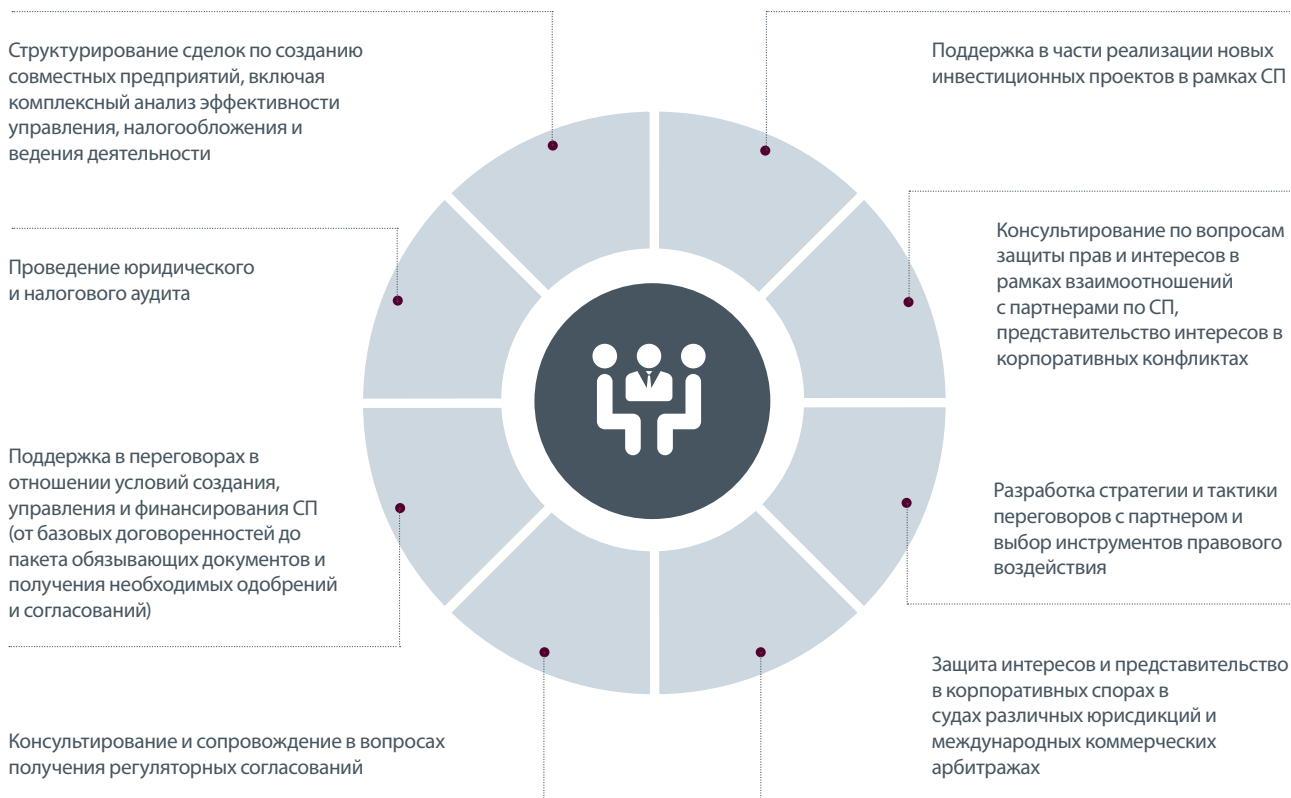 Структурирование сделок по созданию
совместных предприятий, включая
комплексный анализ эффективности
управления, налогообложения и
ведения деятельности
Проведение юридического
и налогового аудита
Поддержка в переговорах в
отношении условий создания,
управления и финансирования СП
(от базовых договоренностей до
пакета обязывающих документов и
получения необходимых одобрений
и согласований)
Консультирование и сопровождение в вопросах
получения регуляторных согласований
Поддержка в части реализации новых
инвестиционных проектов в рамках СП
Консультирование по вопросам
защиты прав и интересов в
рамках взаимоотношений
с партнерами по СП,
представительство интересов в
корпоративных конфликтах
Разработка стратегии и тактики
переговоров с партнером и
выбор инструментов правового
воздействия
Защита интересов и представительство
в корпоративных спорах в
судах различных юрисдикций и
международных коммерческих
арбитражах